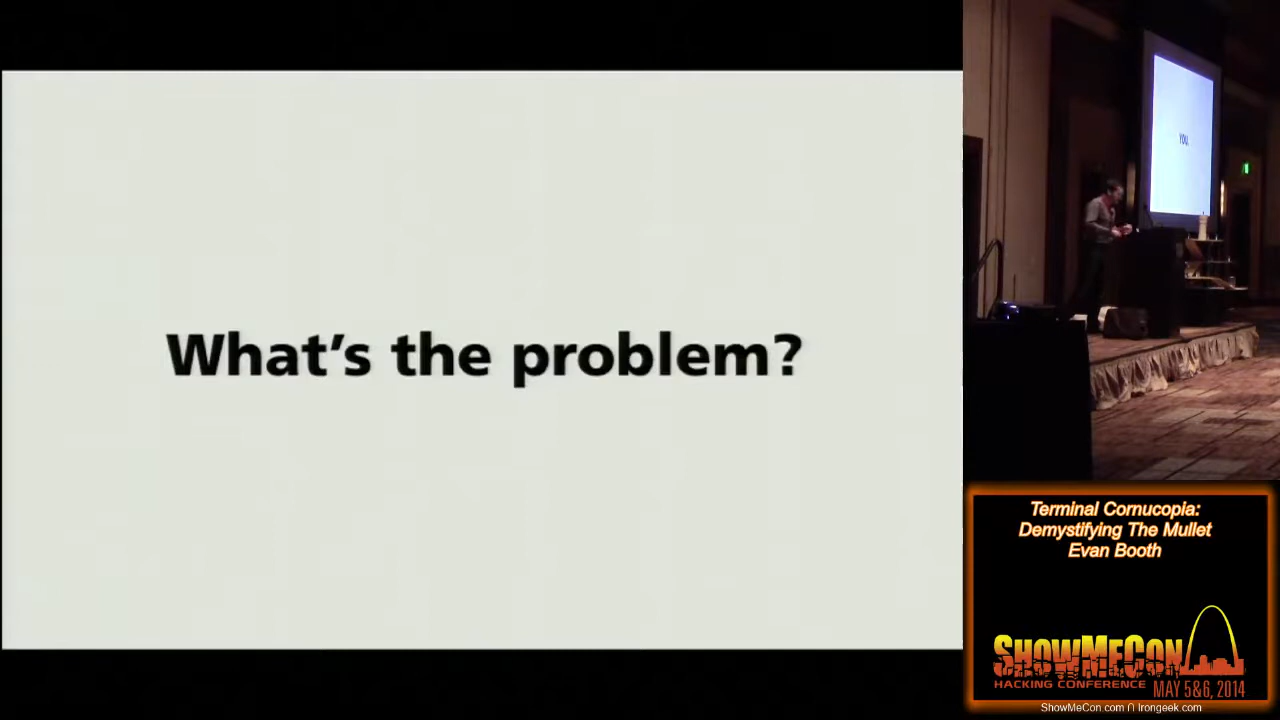 What's the problem?
YOU.
Terminal Cornucopia:
Demystifying The Mullet
Evan Booth
SHOWMECON
HACKING CONFERENCE
MAY 5&6, 2014
ShowMeCon.com ∩ Irongeek.com